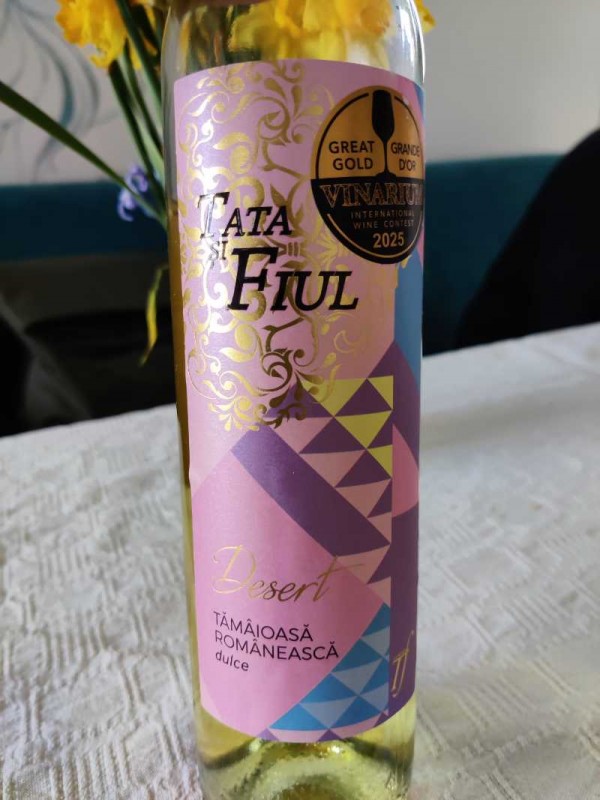 GREAT GRANDE
GOLD D'OR
VINARIUM
INTERNATIONAL
WINE CONTEST
2025
TATA
ȘI
FIUL
Desert
TĂMÂIOASĂ
ROMÂNEASCĂ
dulce
Tf